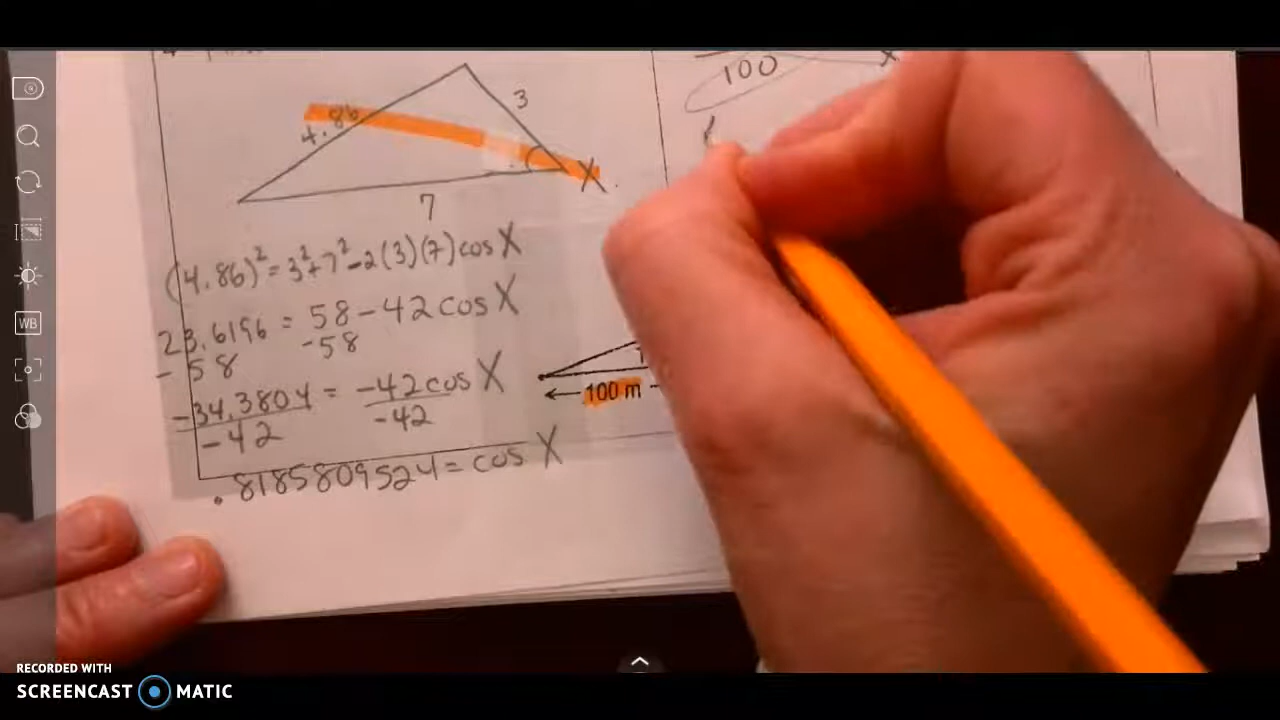 4.86
3
X
7
(4.86)² = 3² + 7² - 2(3)(7) cos X
23.6196 = 58 - 42 cos X
- 58 -58
-34.3804 = -42 cos X
-42 -42
.8185809524 = cos X
100
X
100 m
WB
RECORDED WITH
SCREENCAST MATIC